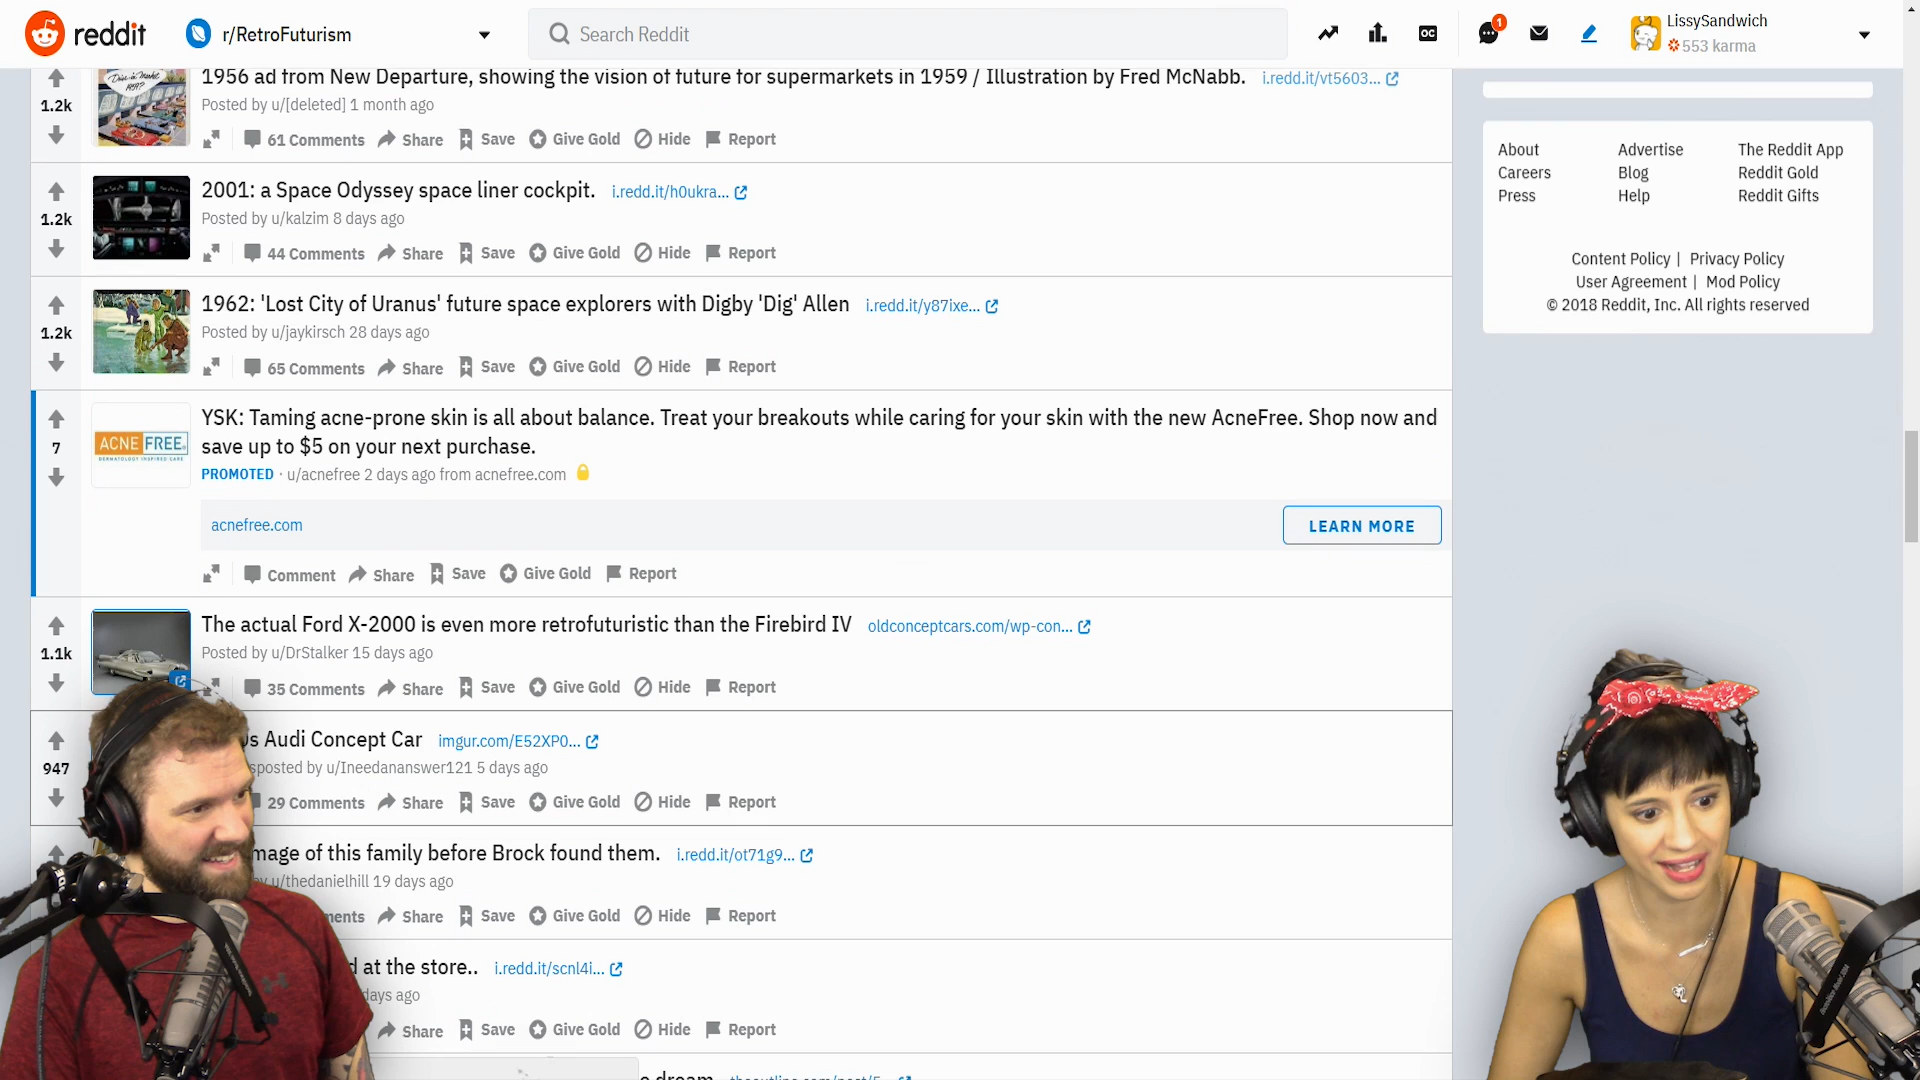 reddit r/RetroFuturism Search Reddit OC 1 LissySandwich
553 karma
1956 ad from New Departure, showing the vision of future for supermarkets in 1959 / Illustration by Fred McNabb. i.redd.it/vt5603...
1.2k Posted by u/[deleted] 1 month ago
61 Comments Share Save Give Gold Hide Report
2001: a Space Odyssey space liner cockpit. i.redd.it/h0ukra...
1.2k Posted by u/kalzim 8 days ago
44 Comments Share Save Give Gold Hide Report
1962: 'Lost City of Uranus' future space explorers with Digby 'Dig' Allen i.redd.it/y87ixe...
1.2k Posted by u/jaykirsch 28 days ago
65 Comments Share Save Give Gold Hide Report
YSK: Taming acne-prone skin is all about balance. Treat your breakouts while caring for your skin with the new AcneFree. Shop now and
7 ACNE FREE save up to $5 on your next purchase.
PROMOTED · u/acnefree 2 days ago from acnefree.com
acnefree.com LEARN MORE
Comment Share Save Give Gold Report
The actual Ford X-2000 is even more retrofuturistic than the Firebird IV oldconceptcars.com/wp-con...
1.1k Posted by u/DrStalker 15 days ago
35 Comments Share Save Give Gold Hide Report
Audi Concept Car imgur.com/E52XP0...
947 by u/Ineedananswer121 5 days ago
29 Comments Share Save Give Gold Hide Report
of this family before Brock found them. i.redd.it/ot71g9...
u/thedanielhill 19 days ago
Share Save Give Gold Hide Report
at the store.. i.redd.it/scnl4i...
days ago
Share Save Give Gold Hide Report
About Advertise The Reddit App
Careers Blog Reddit Gold
Press Help Reddit Gifts
Content Policy | Privacy Policy
User Agreement | Mod Policy
© 2018 Reddit, Inc. All rights reserved